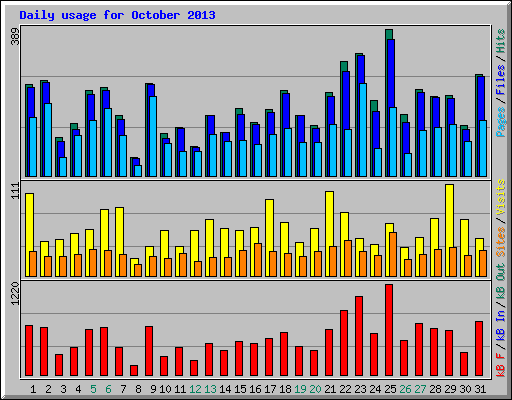 Daily usage for October 2013
389
Pages / Files / Hits
111
Sites / Visits
1220
kB F / kB In / kB Out
1 2 3 4 5 6 7 8 9 10 11 12 13 14 15 16 17 18 19 20 21 22 23 24 25 26 27 28 29 30 31